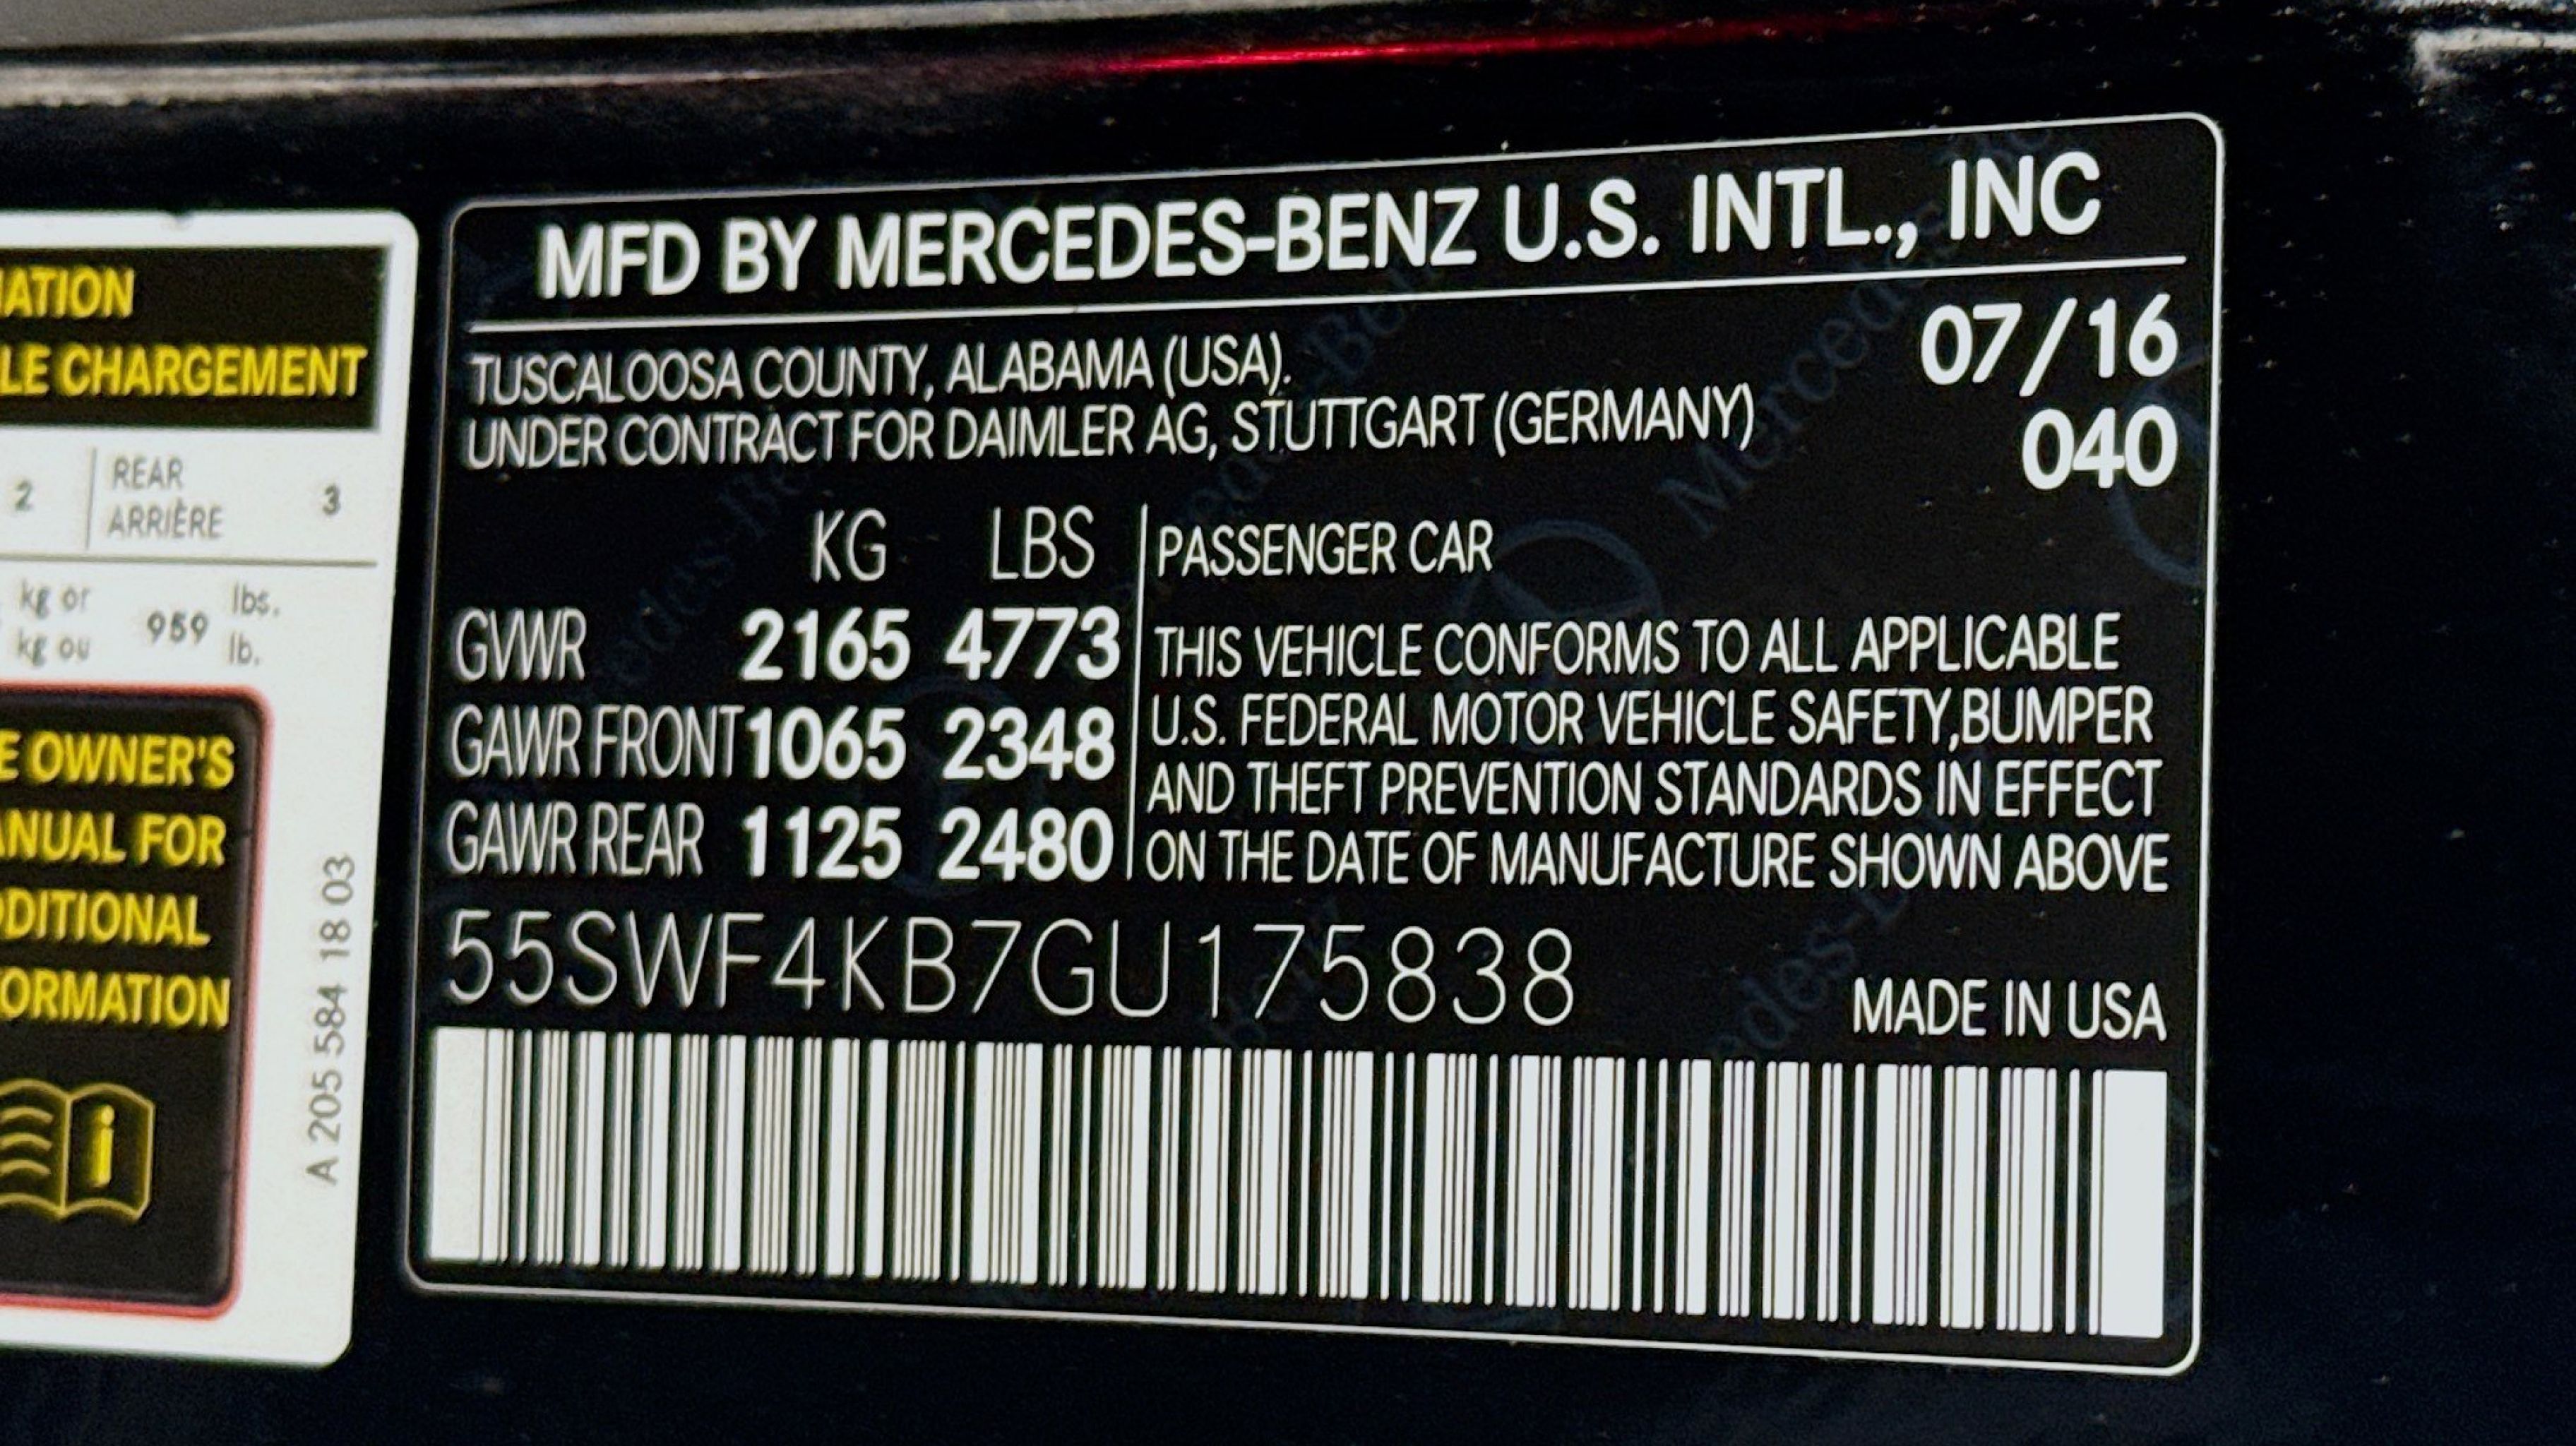 IATION
LE CHARGEMENT
2
REAR
ARRIÈRE
3
kg or
kg ou
959
lbs.
lb.
E OWNER'S
ANUAL FOR
DDITIONAL
FORMATION
i
A 205 584 18 03
MFD BY MERCEDES-BENZ U.S. INTL., INC
TUSCALOOSA COUNTY, ALABAMA (USA).
UNDER CONTRACT FOR DAIMLER AG, STUTTGART (GERMANY)
07/16
040
KG LBS
GVWR 2165 4773
GAWR FRONT 1065 2348
GAWR REAR 1125 2480
PASSENGER CAR
THIS VEHICLE CONFORMS TO ALL APPLICABLE
U.S. FEDERAL MOTOR VEHICLE SAFETY,BUMPER
AND THEFT PREVENTION STANDARDS IN EFFECT
ON THE DATE OF MANUFACTURE SHOWN ABOVE
55SWF4KB7GU175838
MADE IN USA